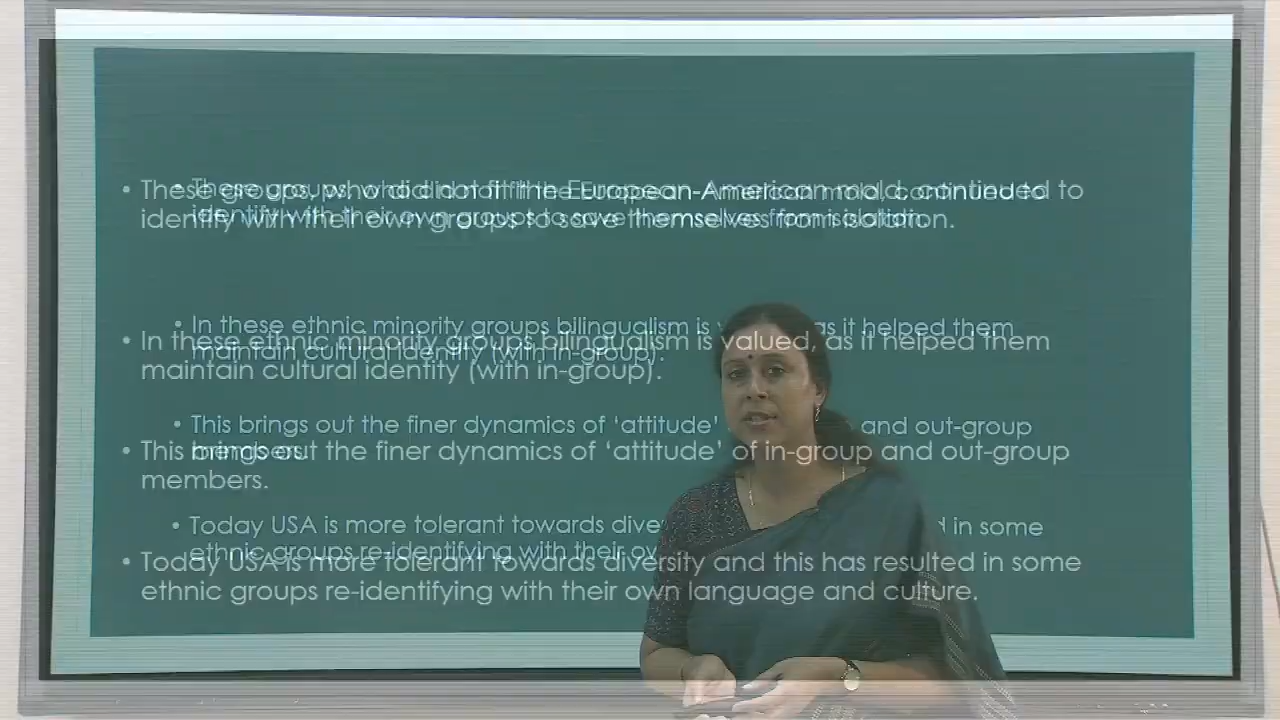 • These groups, who did not fit the European-American mold, continued to
identify with their own groups to save themselves from isolation.
• In these ethnic minority groups bilingualism is valued, as it helped them
maintain cultural identity (with in-group).
• This brings out the finer dynamics of ‘attitude’ of in-group and out-group
members.
• Today USA is more tolerant towards diversity and this has resulted in some
ethnic groups re-identifying with their own language and culture.